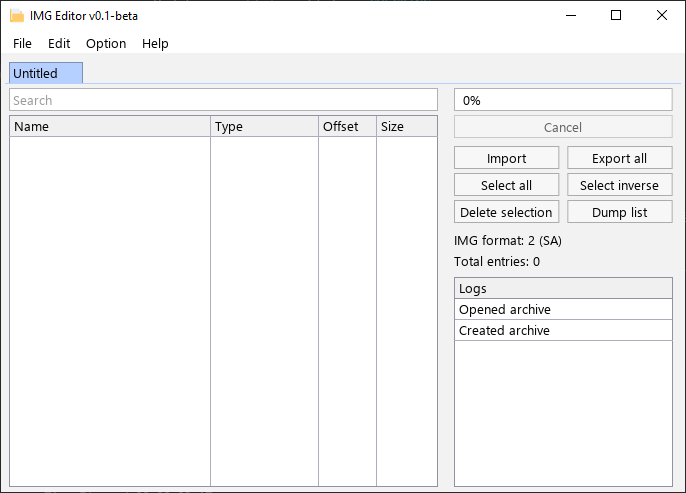 IMG Editor v0.1-beta
File Edit Option Help
Untitled
Search
0%
Name Type Offset Size
Cancel
Import Export all
Select all Select inverse
Delete selection Dump list
IMG format: 2 (SA)
Total entries: 0
Logs
Opened archive
Created archive